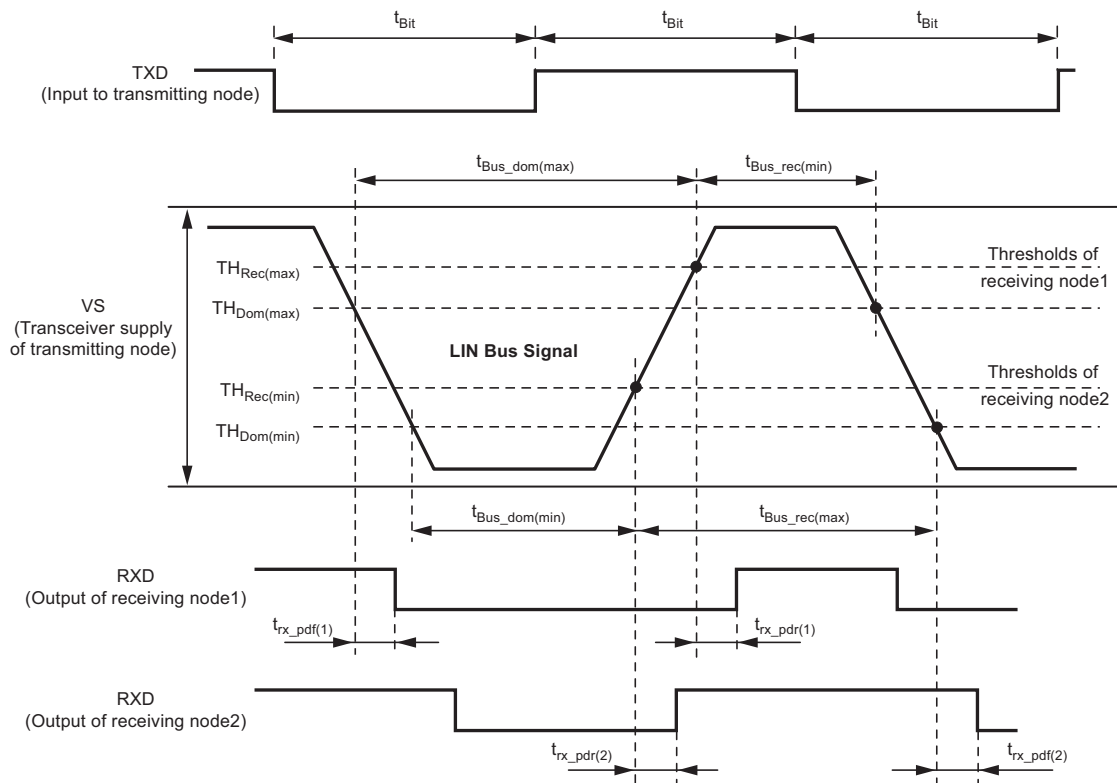 tBit tBit tBit
TXD
(Input to transmitting node)
tBus_dom(max) tBus_rec(min)
THRec(max)
Thresholds of
receiving node1
THDom(max)
VS
(Transceiver supply
of transmitting node)
LIN Bus Signal
THRec(min)
Thresholds of
receiving node2
THDom(min)
tBus_dom(min) tBus_rec(max)
RXD
(Output of receiving node1)
trx_pdf(1) trx_pdr(1)
RXD
(Output of receiving node2)
trx_pdr(2) trx_pdf(2)